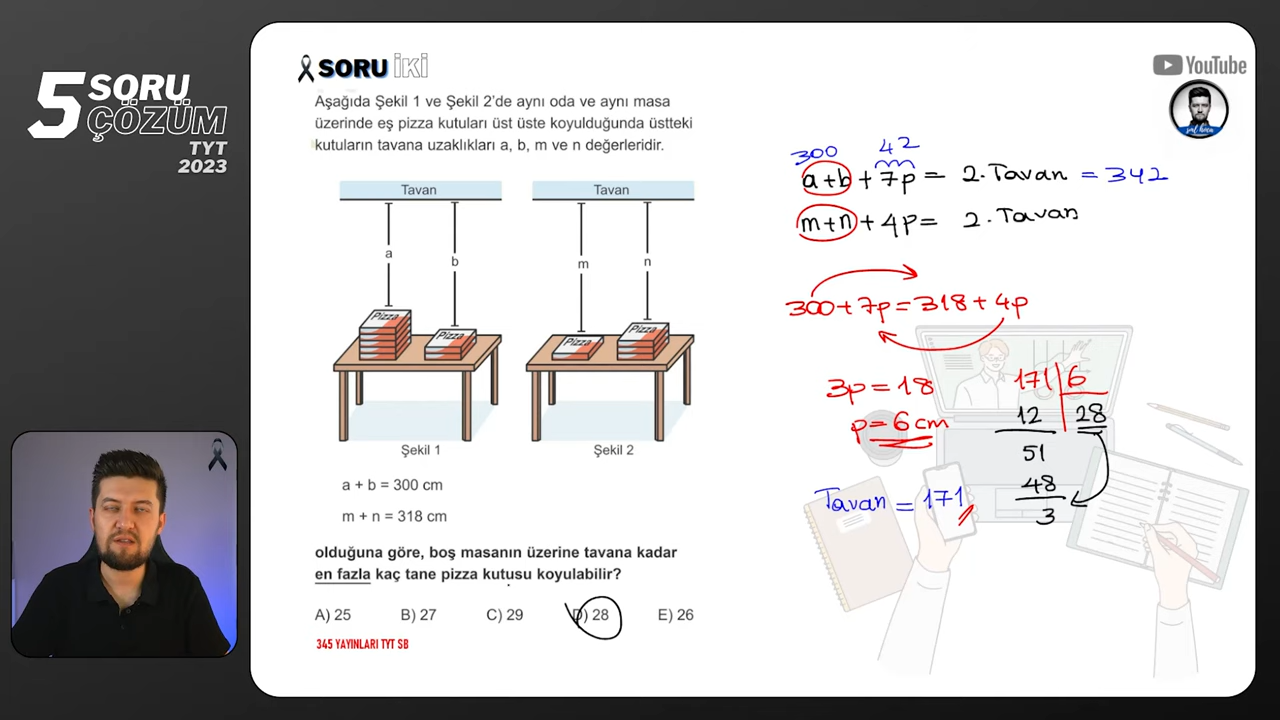 5 SORU
ÇÖZÜM
TYT
2023
SORU İKİ
YouTube
Aşağıda Şekil 1 ve Şekil 2'de aynı oda ve aynı masa
üzerinde eş pizza kutuları üst üste koyulduğunda üstteki
kutuların tavana uzaklıkları a, b, m ve n değerleridir.
Tavan
Tavan
a
b
m
n
Pizza
Pizza
Pizza
Pizza
Şekil 1
Şekil 2
a + b = 300 cm
m + n = 318 cm
olduğuna göre, boş masanın üzerine tavana kadar
en fazla kaç tane pizza kutusu koyulabilir?
A) 25
B) 27
C) 29
D) 28
E) 26
345 YAYINLARI TYT SB
300 42
a+b + 7p = 2.Tavan = 342
m+n + 4p = 2.Tavan
300+7p=318+4p
3p=18
p=6cm
Tavan = 171
171 6
12 28
51
48
3